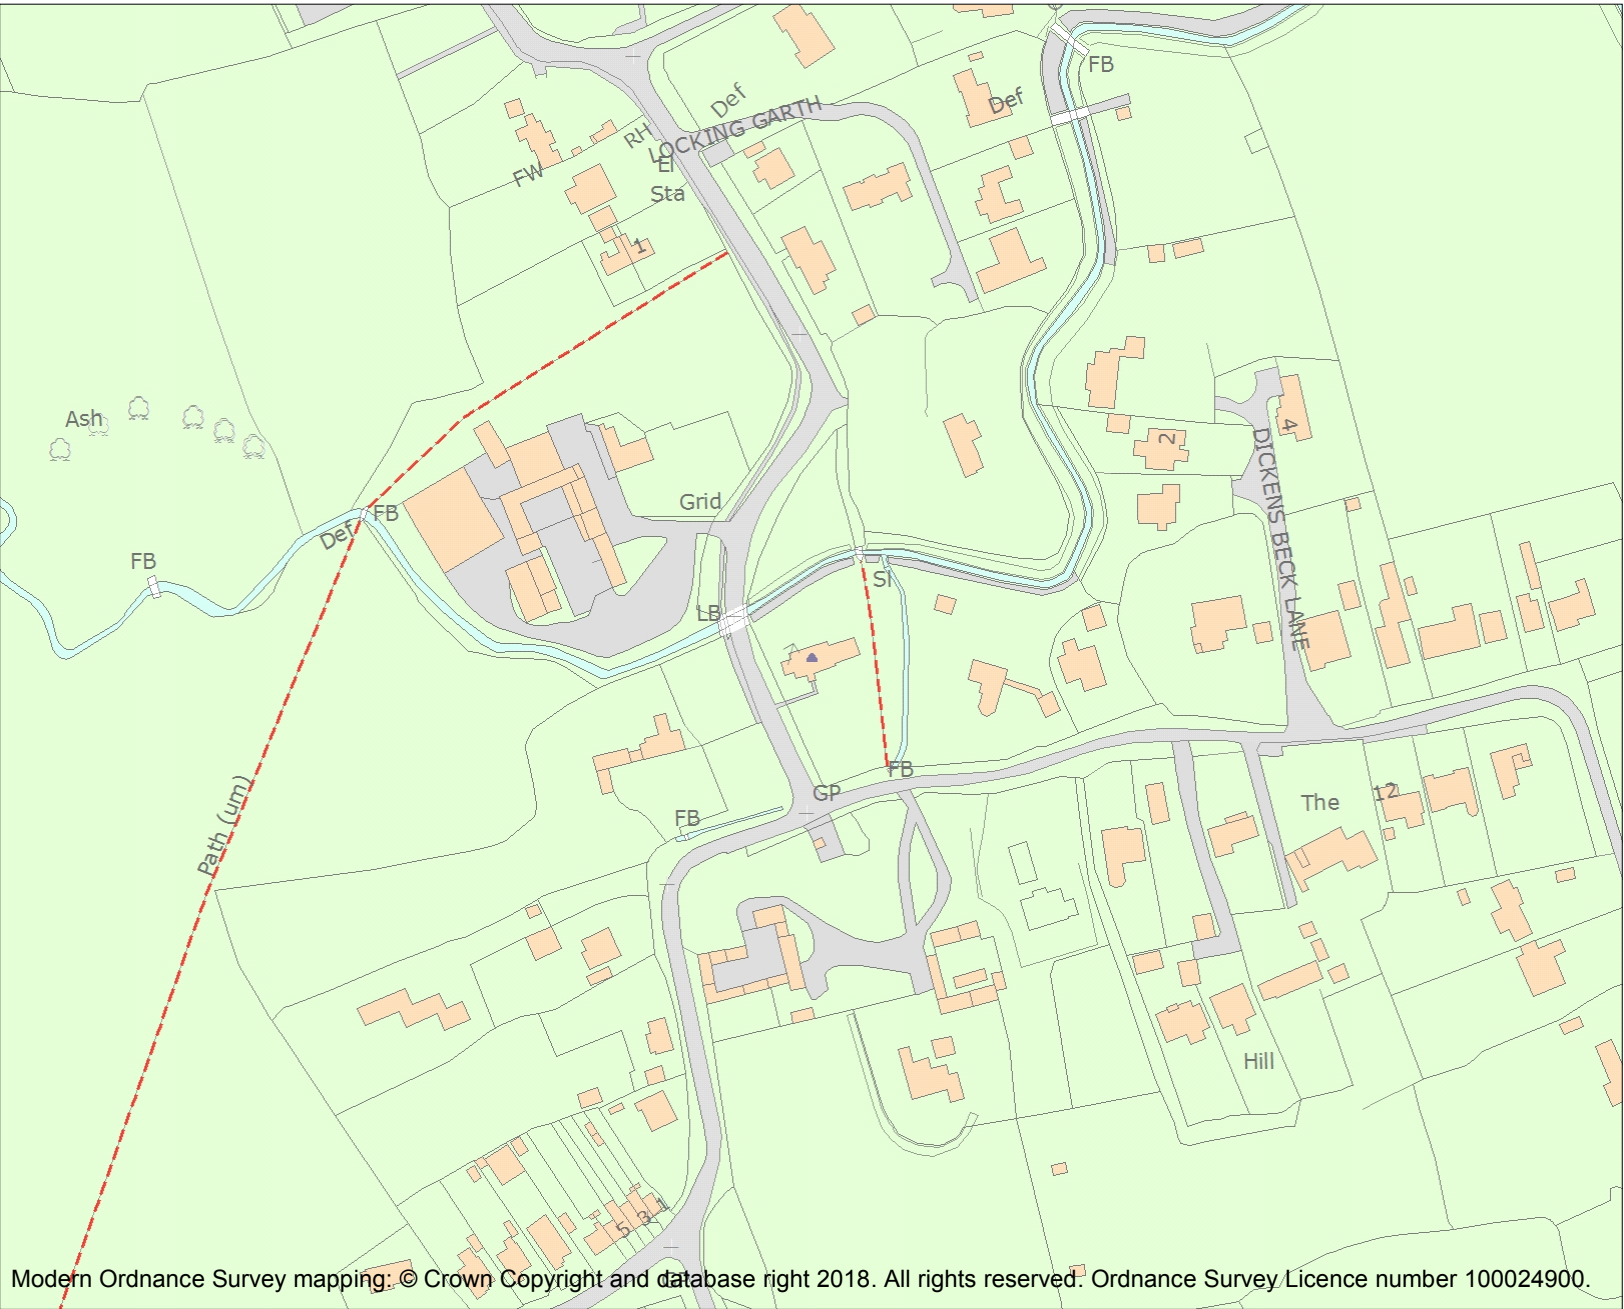 FB
Def
Def
LOCKING GARTH
RH
El
Sta
FW
1
Ash
4
2
Grid
FB
Def
DICKENS BECK LANE
FB
Sl
LB
FB
GP
12
The
Path (um)
FB
Hill
1
3
5
Modern Ordnance Survey mapping: © Crown Copyright and database right 2018. All rights reserved. Ordnance Survey Licence number 100024900.